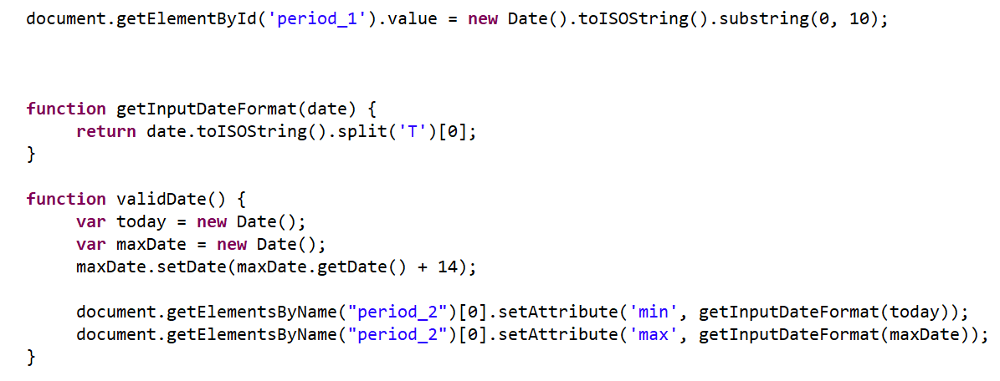 document.getElementById('period_1').value = new Date().toISOString().substring(0, 10);
function getInputDateFormat(date) {
return date.toISOString().split('T')[0];
}
function validDate() {
var today = new Date();
var maxDate = new Date();
maxDate.setDate(maxDate.getDate() + 14);
document.getElementsByName("period_2")[0].setAttribute('min', getInputDateFormat(today));
document.getElementsByName("period_2")[0].setAttribute('max', getInputDateFormat(maxDate));
}